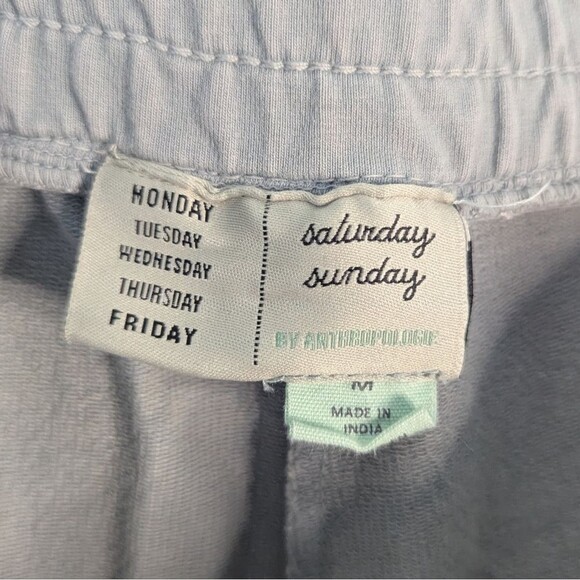 MONDAY
TUESDAY
WEDNESDAY
THURSDAY
FRIDAY
saturday
sunday
BY ANTHROPOLOGIE
M
MADE IN
INDIA